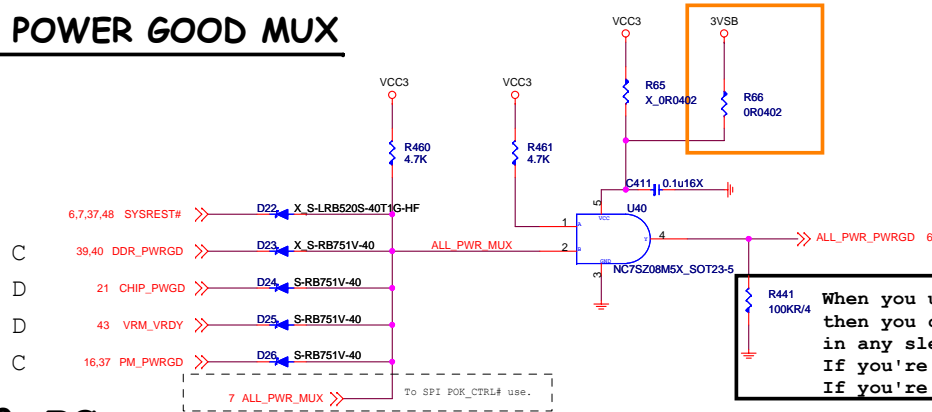 POWER GOOD MUX
VCC3
3VSB
VCC3
VCC3
R65
X_0R0402
R66
0R0402
R460
4.7K
R461
4.7K
C411 0.1u16X
U40
5
VCC
1
A
2
B
Y
4
GND
3
NC7SZ08M5X_SOT23-5
6,7,37,48 SYSREST#
D22 X_S-LRB520S-40T1G-HF
C
39,40 DDR_PWRGD
D23 X_S-RB751V-40
ALL_PWR_MUX
ALL_PWR_PWRGD 6
D
21 CHIP_PWGD
D24 S-RB751V-40
D
43 VRM_VRDY
D25 S-RB751V-40
C
16,37 PM_PWRGD
D26 S-RB751V-40
7 ALL_PWR_MUX
To SPI POK_CTRL# use.
R441
100KR/4
When you u
then you c
in any sle
If you're
If you're